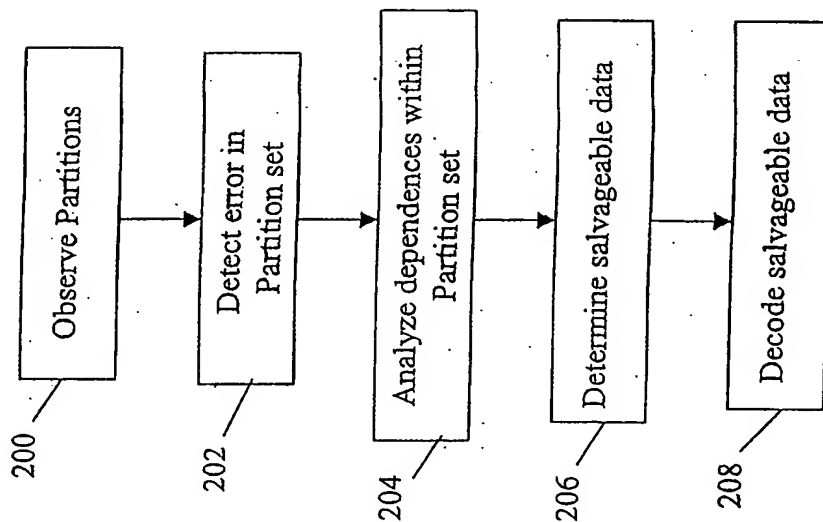 200
Observe Partitions
202
Detect error in
Partition set
204
Analyze dependences within
Partition set
206
Determine salvageable data
208
Decode salvageable data